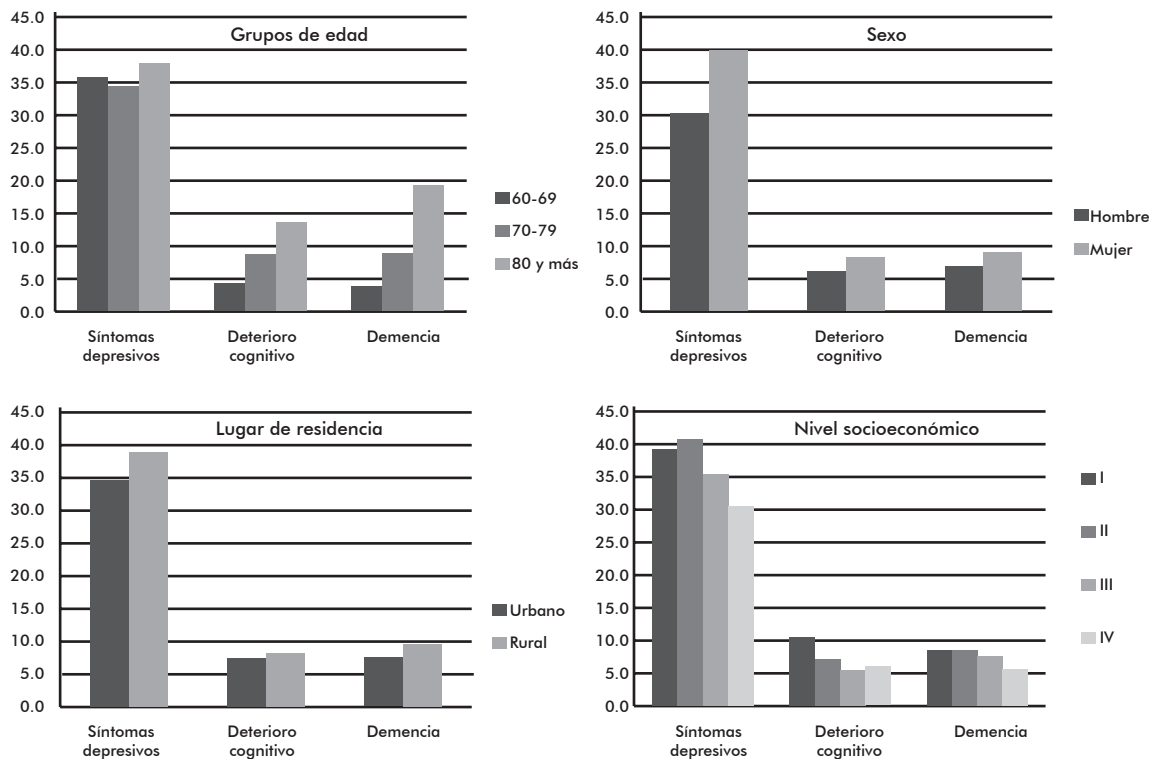 Grupos de edad
45.0
40.0
35.0
30.0
25.0
20.0
15.0
10.0
5.0
0.0
Síntomas
depresivos
Deterioro
cognitivo
Demencia
60-69
70-79
80 y más
Sexo
45.0
40.0
35.0
30.0
25.0
20.0
15.0
10.0
5.0
0.0
Síntomas
depresivos
Deterioro
cognitivo
Demencia
Hombre
Mujer
Lugar de residencia
45.0
40.0
35.0
30.0
25.0
20.0
15.0
10.0
5.0
0.0
Síntomas
depresivos
Deterioro
cognitivo
Demencia
Urbano
Rural
Nivel socioeconómico
45.0
40.0
35.0
30.0
25.0
20.0
15.0
10.0
5.0
0.0
Síntomas
depresivos
Deterioro
cognitivo
Demencia
I
II
III
IV